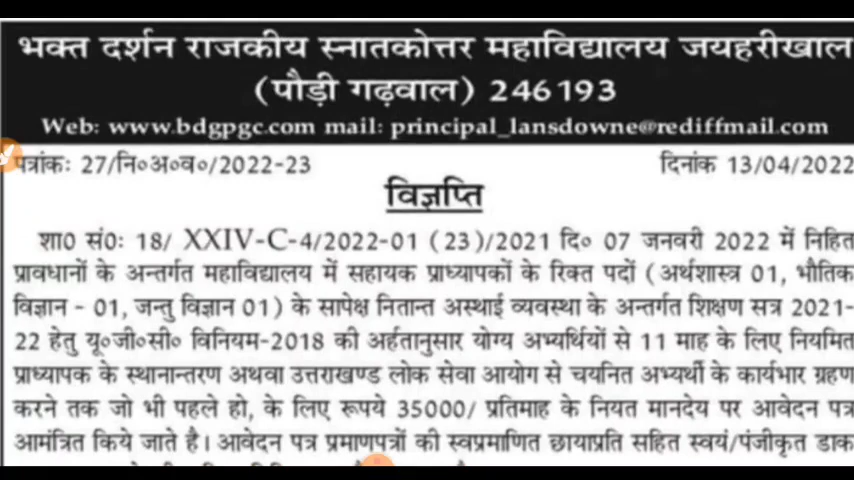 भक्त दर्शन राजकीय स्नातकोत्तर महाविद्यालय जयहरीखाल
(पौड़ी गढ़वाल) 246193
Web: www.bdgpgc.com mail: principal_lansdowne@rediffmail.com
पत्रांकः 27/नि०अ०व०/2022-23 दिनांक 13/04/2022
विज्ञप्ति
शा0 सं0: 18/ XXIV-C-4/2022-01 (23)/2021 दि० 07 जनवरी 2022 में निहित
प्रावधानों के अन्तर्गत महाविद्यालय में सहायक प्राध्यापकों के रिक्त पदों (अर्थशास्त्र 01, भौतिक
विज्ञान - 01, जन्तु विज्ञान 01) के सापेक्ष नितान्त अस्थाई व्यवस्था के अन्तर्गत शिक्षण सत्र 2021-
22 हेतु यू०जी०सी० विनियम-2018 की अर्हतानुसार योग्य अभ्यर्थियों से 11 माह के लिए नियमित
प्राध्यापक के स्थानान्तरण अथवा उत्तराखण्ड लोक सेवा आयोग से चयनित अभ्यर्थी के कार्यभार ग्रहण
करने तक जो भी पहले हो, के लिए रूपये 35000/ प्रतिमाह के नियत मानदेय पर आवेदन पत्र
आमंत्रित किये जाते है। आवेदन पत्र प्रमाणपत्रों की स्वप्रमाणित छायाप्रति सहित स्वयं/पंजीकृत डाक